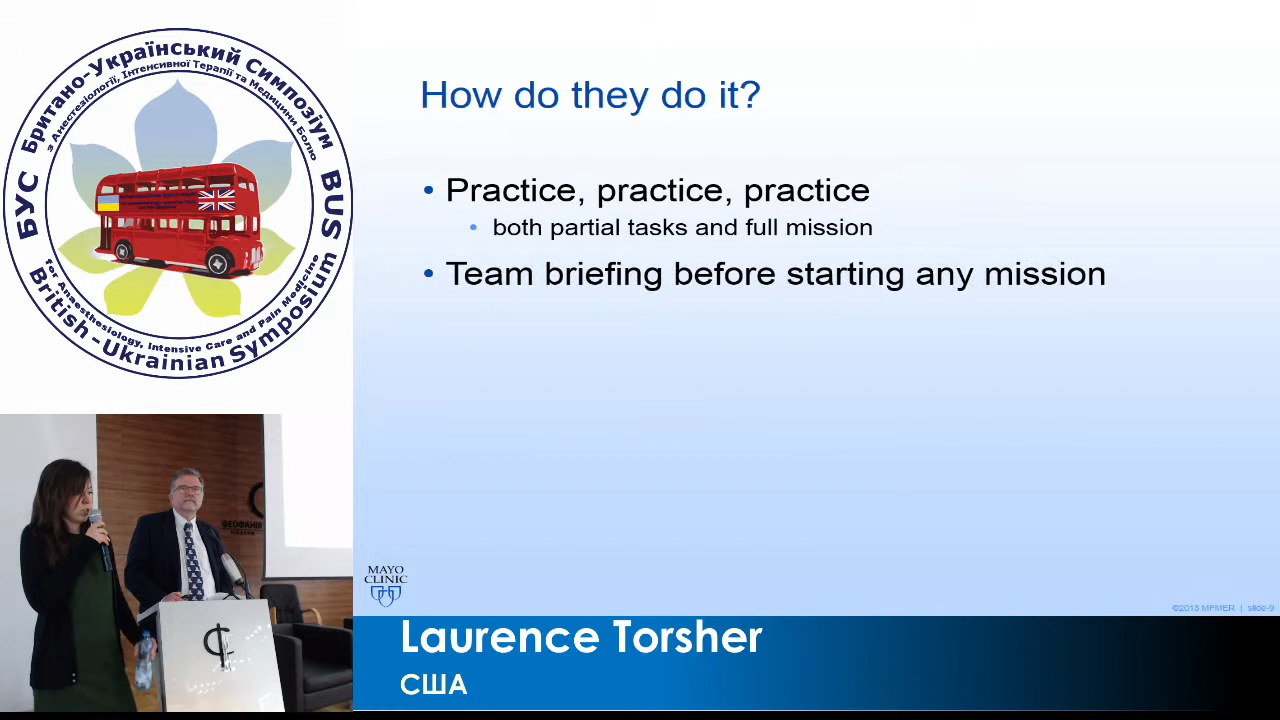 Британо-Український Симпозіум
з Анестезіології, Інтенсивної Терапії та Медицини Болю
БУС
BUS
for Anaesthesiology, Intensive Care and Pain Medicine
British-Ukrainian Symposium
How do they do it?
• Practice, practice, practice
• both partial tasks and full mission
• Team briefing before starting any mission
ФЕОФАНІЯ
MAYO
CLINIC
©2013 MFMER | slide-9
Laurence Torsher
США